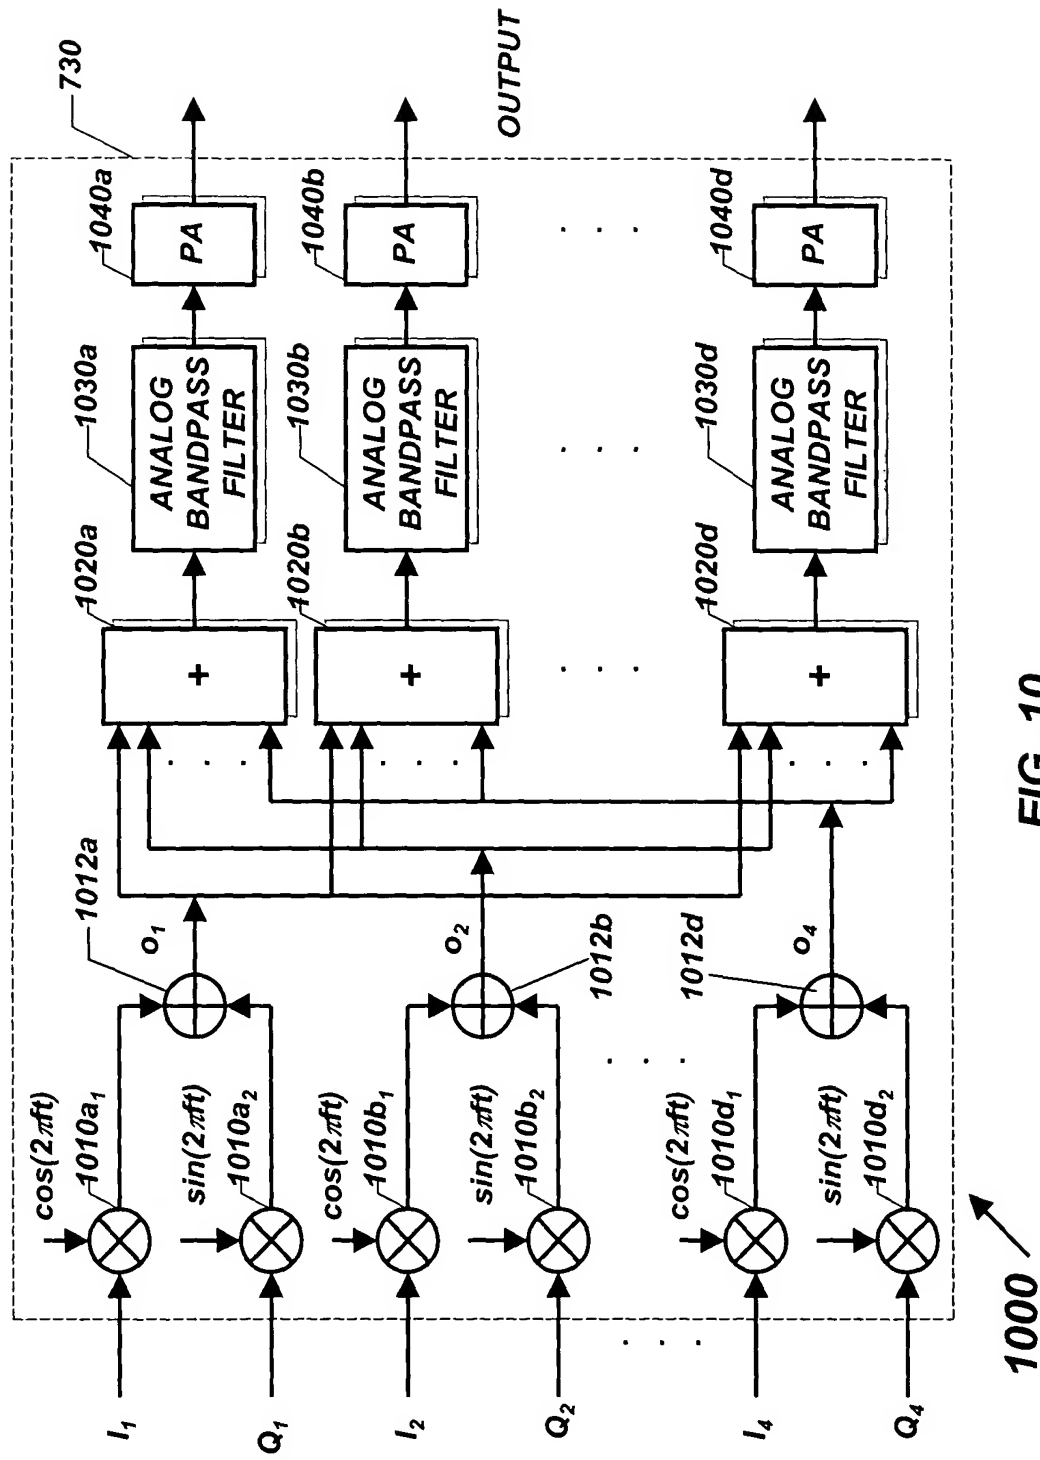 730
OUTPUT
1040a
PA
1040b
PA
1040d
PA
1030a
ANALOG
BANDPASS
FILTER
1030b
ANALOG
BANDPASS
FILTER
1030d
ANALOG
BANDPASS
FILTER
1020a
+
1020b
+
1020d
+
1012a
O1
1012b
O2
1012d
O4
cos(2πft)
1010a1
sin(2πft)
1010a2
cos(2πft)
1010b1
sin(2πft)
1010b2
cos(2πft)
1010d1
sin(2πft)
1010d2
I1
Q1
I2
Q2
I4
Q4
1000
FIG. 10